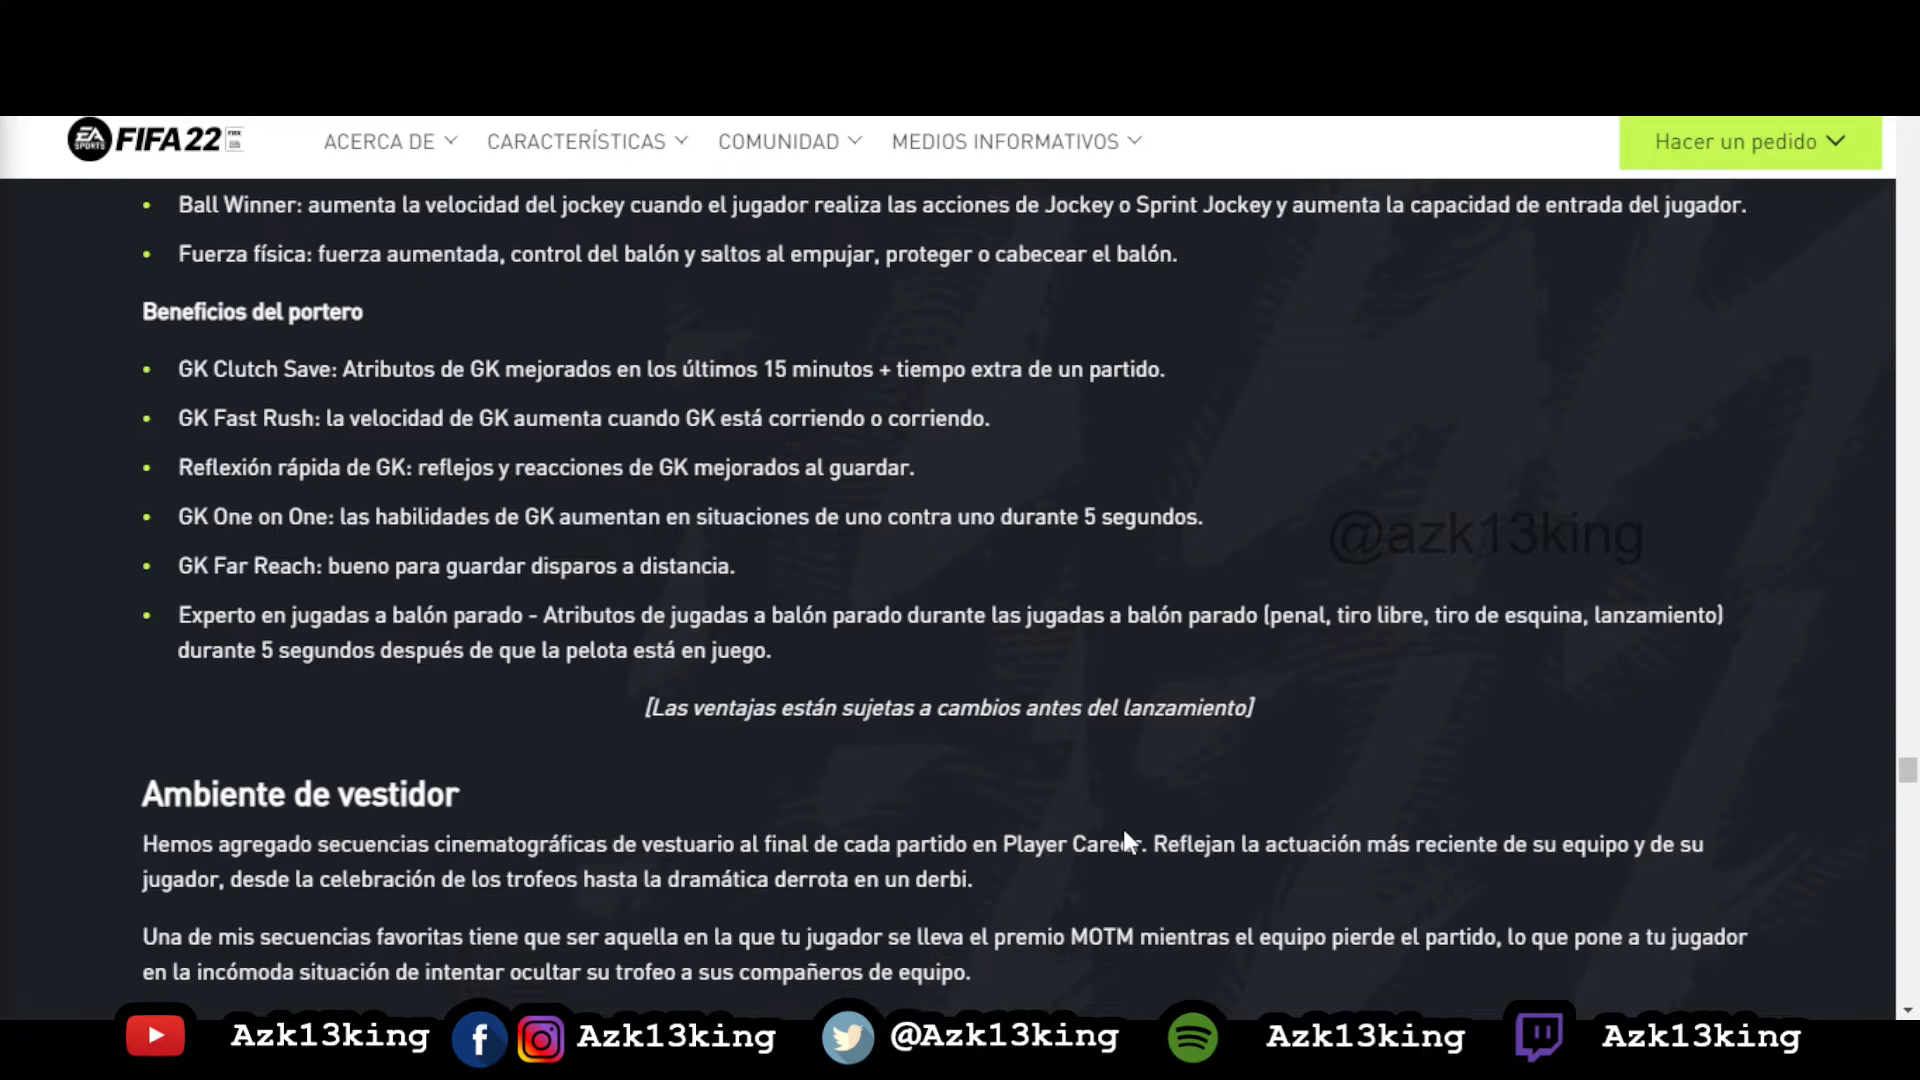 EA SPORTS FIFA 22
ACERCA DE CARACTERÍSTICAS COMUNIDAD MEDIOS INFORMATIVOS Hacer un pedido
• Ball Winner: aumenta la velocidad del jockey cuando el jugador realiza las acciones de Jockey o Sprint Jockey y aumenta la capacidad de entrada del jugador.
• Fuerza física: fuerza aumentada, control del balón y saltos al empujar, proteger o cabecear el balón.
Beneficios del portero
• GK Clutch Save: Atributos de GK mejorados en los últimos 15 minutos + tiempo extra de un partido.
• GK Fast Rush: la velocidad de GK aumenta cuando GK está corriendo o corriendo.
• Reflexión rápida de GK: reflejos y reacciones de GK mejorados al guardar.
• GK One on One: las habilidades de GK aumentan en situaciones de uno contra uno durante 5 segundos.
@azk13king
• GK Far Reach: bueno para guardar disparos a distancia.
• Experto en jugadas a balón parado - Atributos de jugadas a balón parado durante las jugadas a balón parado (penal, tiro libre, tiro de esquina, lanzamiento)
durante 5 segundos después de que la pelota está en juego.
[Las ventajas están sujetas a cambios antes del lanzamiento]
Ambiente de vestidor
Hemos agregado secuencias cinematográficas de vestuario al final de cada partido en Player Career. Reflejan la actuación más reciente de su equipo y de su
jugador, desde la celebración de los trofeos hasta la dramática derrota en un derbi.
Una de mis secuencias favoritas tiene que ser aquella en la que tu jugador se lleva el premio MOTM mientras el equipo pierde el partido, lo que pone a tu jugador
en la incómoda situación de intentar ocultar su trofeo a sus compañeros de equipo.
Azk13king Azk13king @Azk13king Azk13king Azk13king